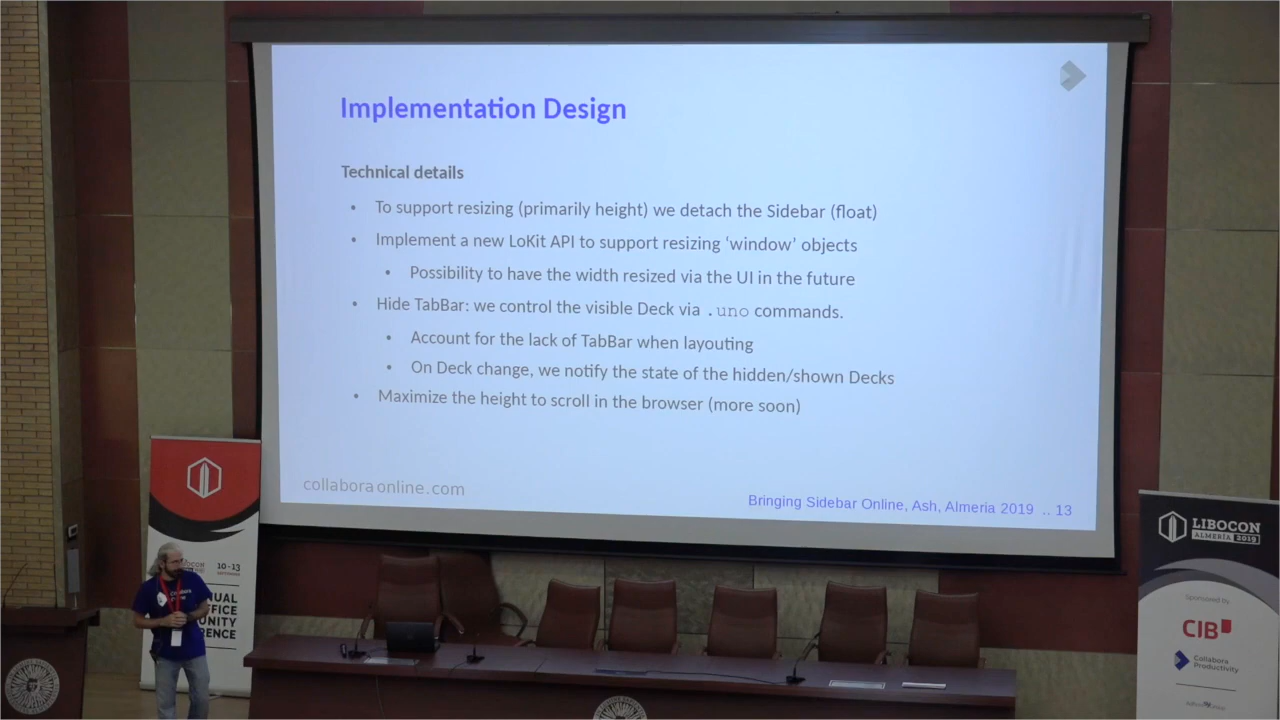 Implementation Design
Technical details
• To support resizing (primarily height) we detach the Sidebar (float)
• Implement a new LoKit API to support resizing ‘window’ objects
• Possibility to have the width resized via the UI in the future
• Hide TabBar: we control the visible Deck via .uno commands.
• Account for the lack of TabBar when layouting
• On Deck change, we notify the state of the hidden/shown Decks
• Maximize the height to scroll in the browser (more soon)
collaboraonline.com
Bringing Sidebar Online, Ash, Almeria 2019 .. 13
10-13
NUAL
FFICE
UNITY
RENCE
LIBOCON
ALMERÍA 2019
Sponsored by
CIB
Collabora
Productivity